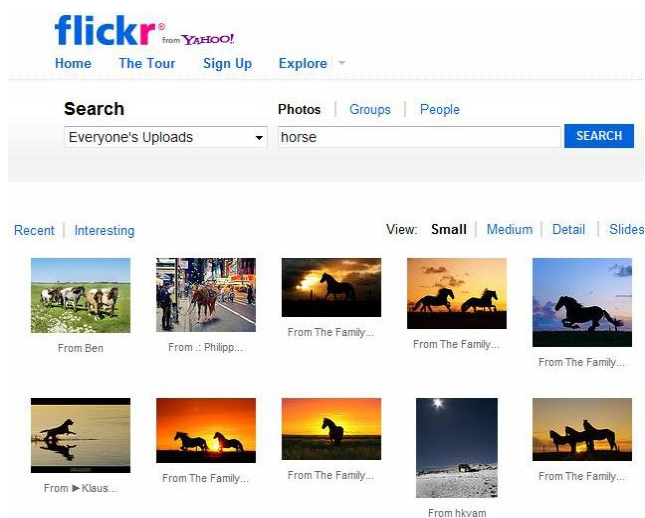 flickr® from YAHOO!
Home The Tour Sign Up Explore
Search Photos Groups People
Everyone's Uploads horse SEARCH
Recent Interesting View: Small Medium Detail Slides
From Ben From .: Philipp... From The Family... From The Family... From The Family...
From ►Klaus... From The Family... From The Family... From hkvam From The Family...